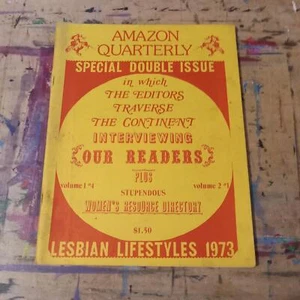 AMAZON
QUARTERLY
SPECIAL DOUBLE ISSUE
in which
THE EDITORS
TRAVERSE
THE CONTINENT
INTERVIEWING
OUR READERS
PLUS
volume 1 #4
volume 2 #1
STUPENDOUS
WOMEN'S RESOURCE DIRECTORY
$1.50
LESBIAN LIFESTYLES 1973